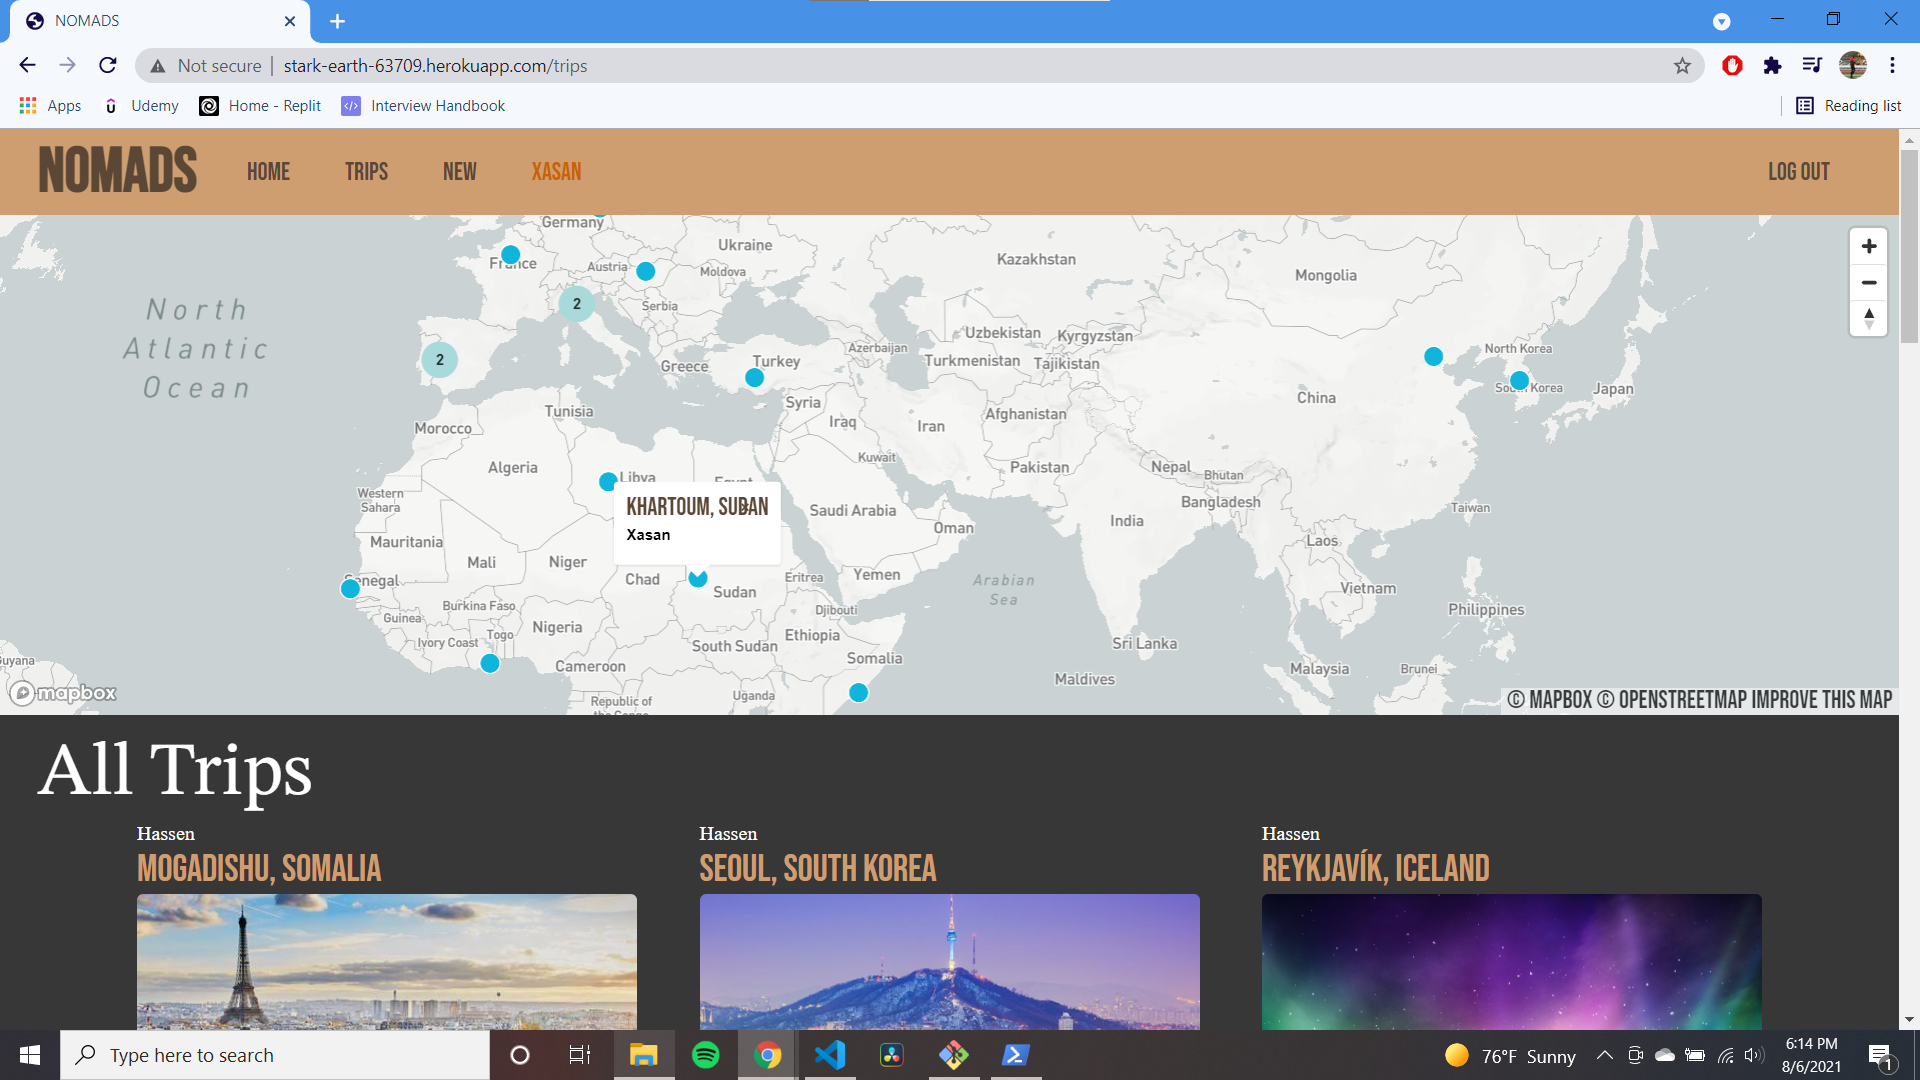 NOMADS
Not secure | stark-earth-63709.herokuapp.com/trips
Apps Udemy Home - Replit Interview Handbook Reading list
NOMADS HOME TRIPS NEW XASAN LOG OUT
Germany
Ukraine
France
Austria
Moldova
Kazakhstan
Mongolia
North
Atlantic
Ocean
2
Serbia
2
Greece
Turkey
Azerbaijan
Uzbekistan
Kyrgyzstan
Turkmenistan
Tajikistan
North Korea
South Korea
Japan
China
Syria
Iraq
Iran
Afghanistan
Tunisia
Morocco
Algeria
Libya
Egypt
Kuwait
Pakistan
Nepal
Bhutan
Bangladesh
Western
Sahara
KHARTOUM, SUDAN
Xasan
Saudi Arabia
Oman
India
Taiwan
Laos
Mauritania
Mali
Niger
Chad
Sudan
Eritrea
Yemen
Arabian
Sea
Vietnam
Philippines
Senegal
Guinea
Burkina Faso
Ivory Coast
Togo
Nigeria
Djibouti
Ethiopia
South Sudan
Somalia
Sri Lanka
Maldives
Malaysia
Brunei
Guyana
Cameroon
Uganda
Republic of
the Congo
mapbox
© MAPBOX © OPENSTREETMAP IMPROVE THIS MAP
All Trips
Hassen
MOGADISHU, SOMALIA
Hassen
SEOUL, SOUTH KOREA
Hassen
REYKJAVÍK, ICELAND
Type here to search
76°F Sunny
6:14 PM
8/6/2021
1